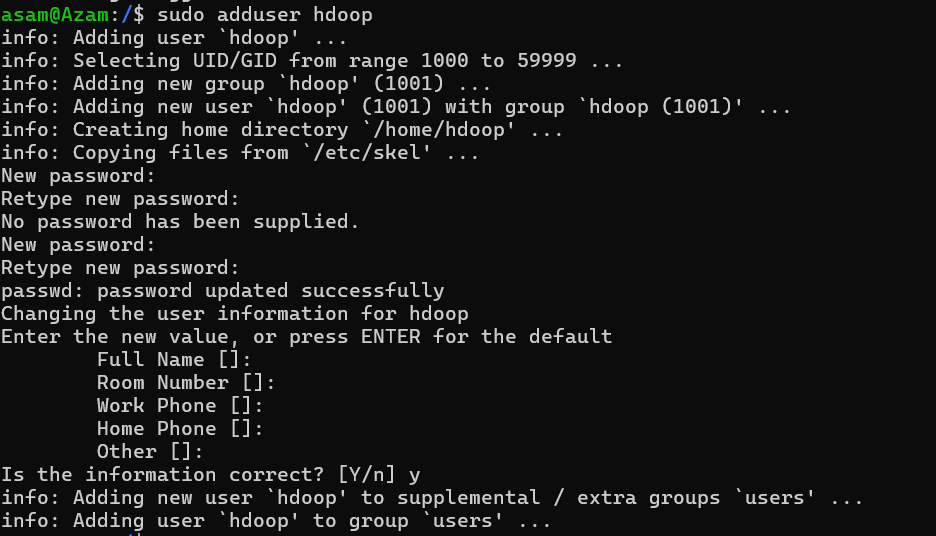 asam@Azam:/$ sudo adduser hdoop
info: Adding user `hdoop' ...
info: Selecting UID/GID from range 1000 to 59999 ...
info: Adding new group `hdoop' (1001) ...
info: Adding new user `hdoop' (1001) with group `hdoop (1001)' ...
info: Creating home directory `/home/hdoop' ...
info: Copying files from `/etc/skel' ...
New password:
Retype new password:
No password has been supplied.
New password:
Retype new password:
passwd: password updated successfully
Changing the user information for hdoop
Enter the new value, or press ENTER for the default
        Full Name []:
        Room Number []:
        Work Phone []:
        Home Phone []:
        Other []:
Is the information correct? [Y/n] y
info: Adding new user `hdoop' to supplemental / extra groups `users' ...
info: Adding user `hdoop' to group `users' ...